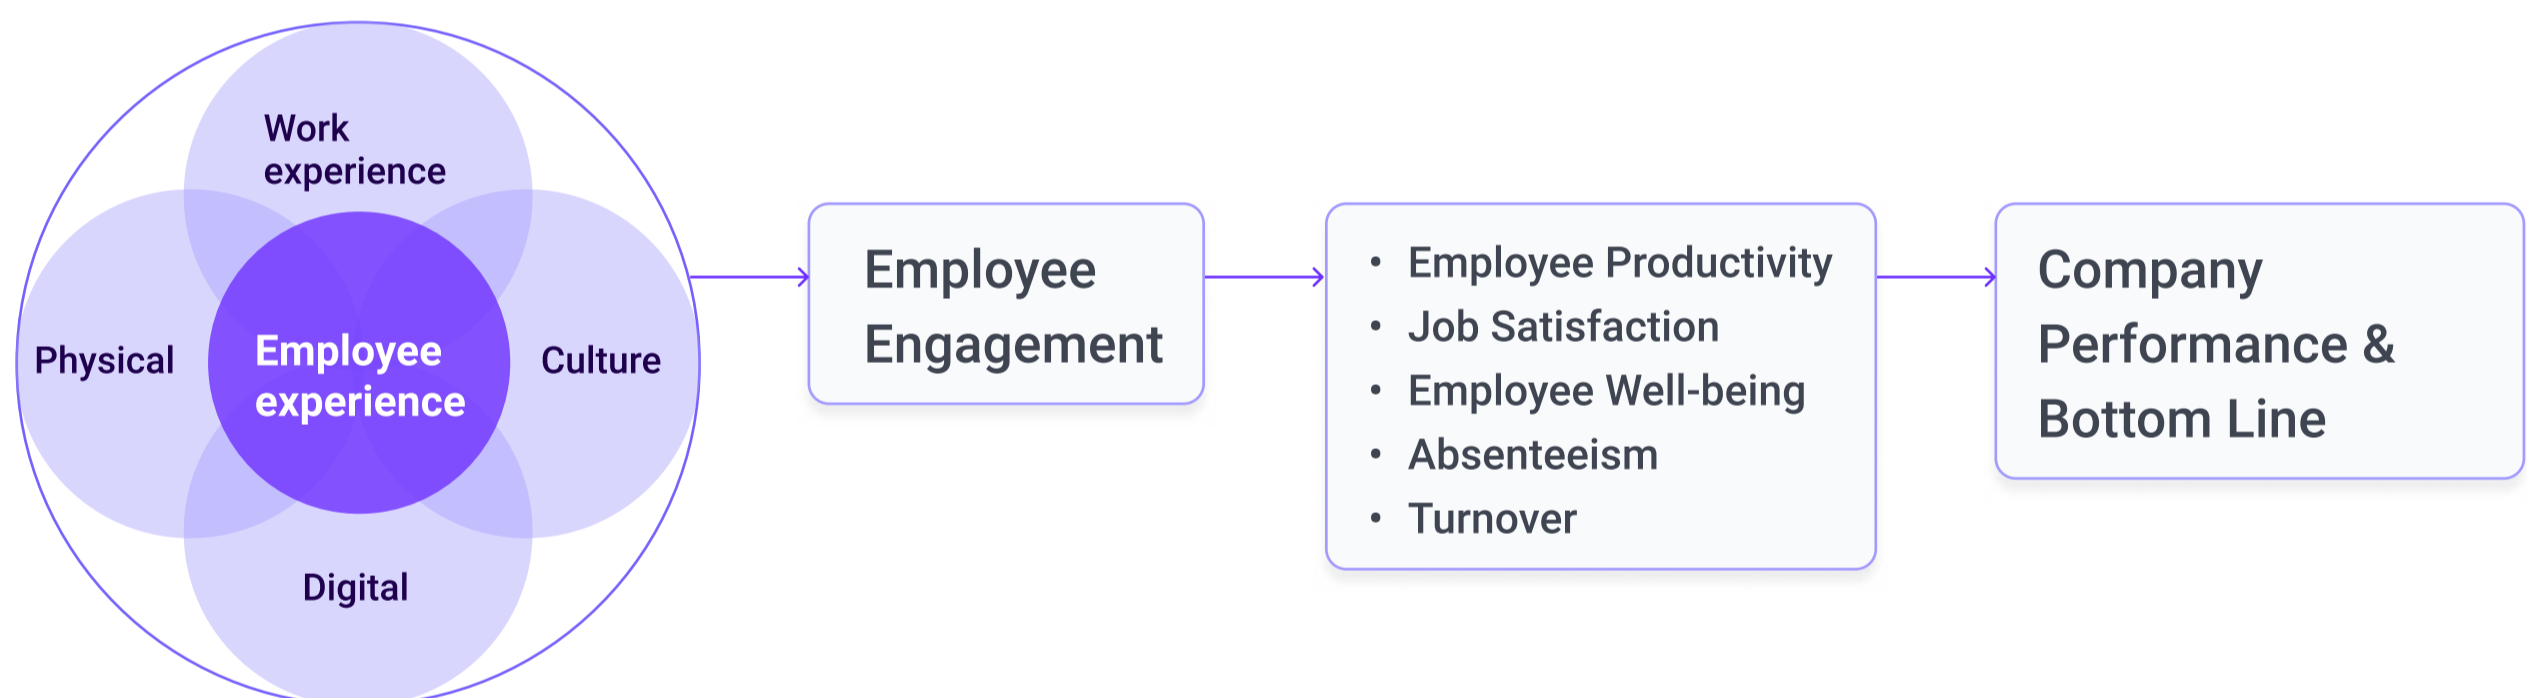 Work
experience
Physical
Employee
experience
Culture
Digital
Employee
Engagement
• Employee Productivity
• Job Satisfaction
• Employee Well-being
• Absenteeism
• Turnover
Company
Performance &
Bottom Line